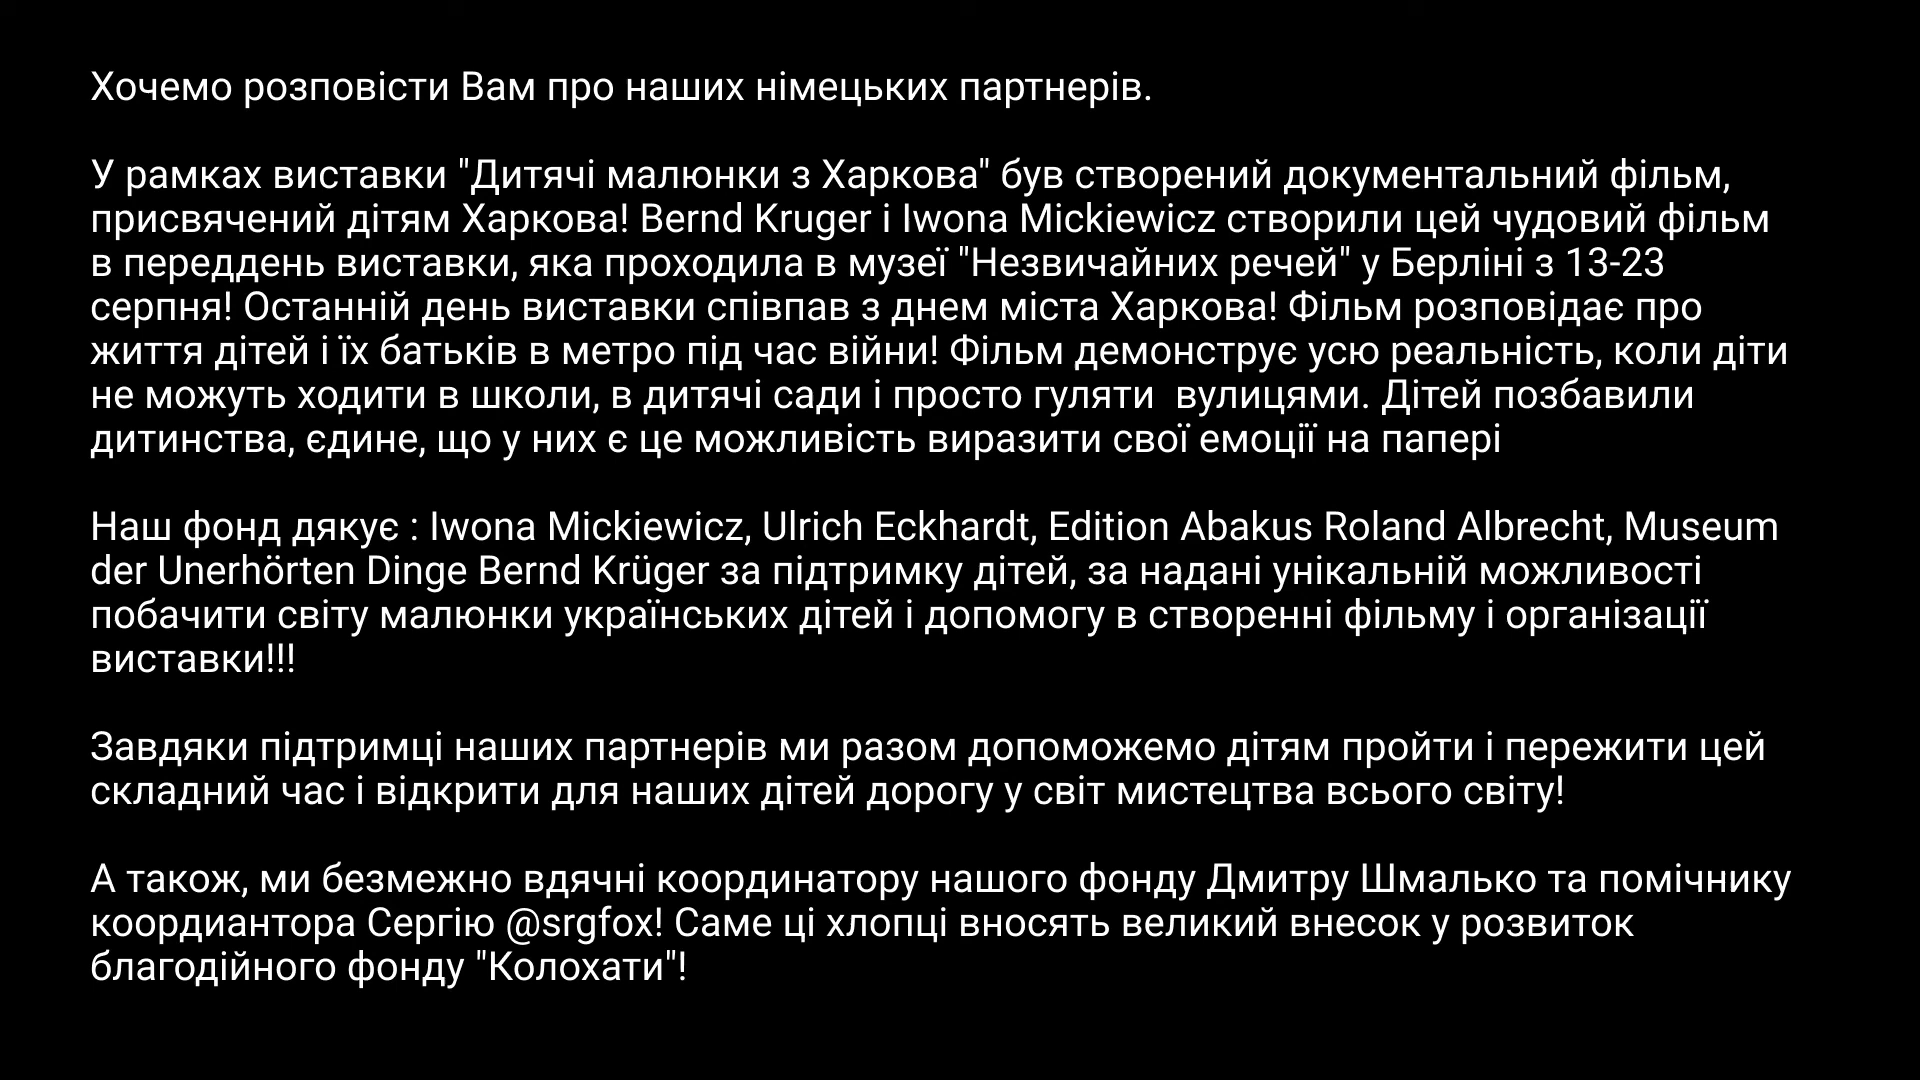 Хочемо розповісти Вам про наших німецьких партнерів.
У рамках виставки "Дитячі малюнки з Харкова" був створений документальний фільм,
присвячений дітям Харкова! Bernd Kruger і Iwona Mickiewicz створили цей чудовий фільм
в переддень виставки, яка проходила в музеї "Незвичайних речей" у Берліні з 13-23
серпня! Останній день виставки співпав з днем міста Харкова! Фільм розповідає про
життя дітей і їх батьків в метро під час війни! Фільм демонструє усю реальність, коли діти
не можуть ходити в школи, в дитячі сади і просто гуляти  вулицями. Дітей позбавили
дитинства, єдине, що у них є це можливість виразити свої емоції на папері
Наш фонд дякує : Iwona Mickiewicz, Ulrich Eckhardt, Edition Abakus Roland Albrecht, Museum
der Unerhörten Dinge Bernd Krüger за підтримку дітей, за надані унікальній можливості
побачити світу малюнки українських дітей і допомогу в створенні фільму і організації
виставки!!!
Завдяки підтримці наших партнерів ми разом допоможемо дітям пройти і пережити цей
складний час і відкрити для наших дітей дорогу у світ мистецтва всього світу!
А також, ми безмежно вдячні координатору нашого фонду Дмитру Шмалько та помічнику
коордиантора Сергію @srgfox! Саме ці хлопці вносять великий внесок у розвиток
благодійного фонду "Колохати"!